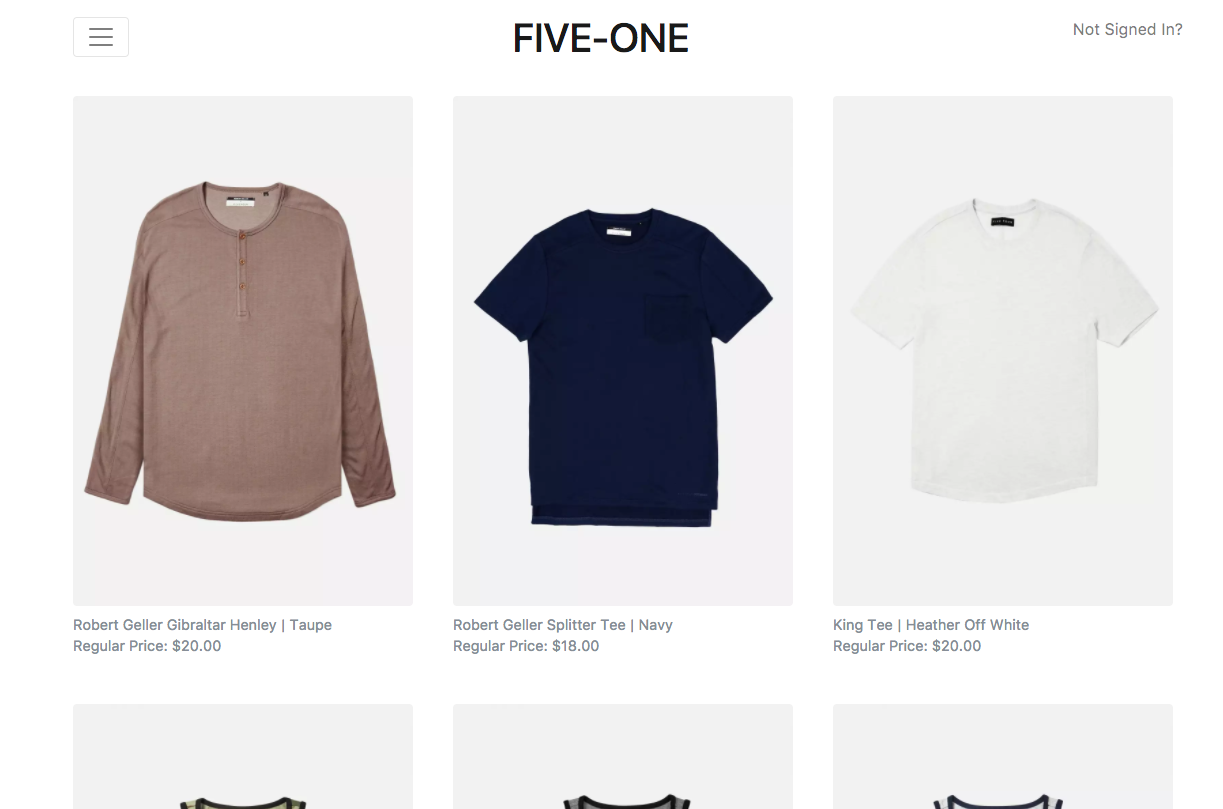 FIVE-ONE
Not Signed In?
Robert Geller Gibraltar Henley | Taupe
Regular Price: $20.00
Robert Geller Splitter Tee | Navy
Regular Price: $18.00
King Tee | Heather Off White
Regular Price: $20.00